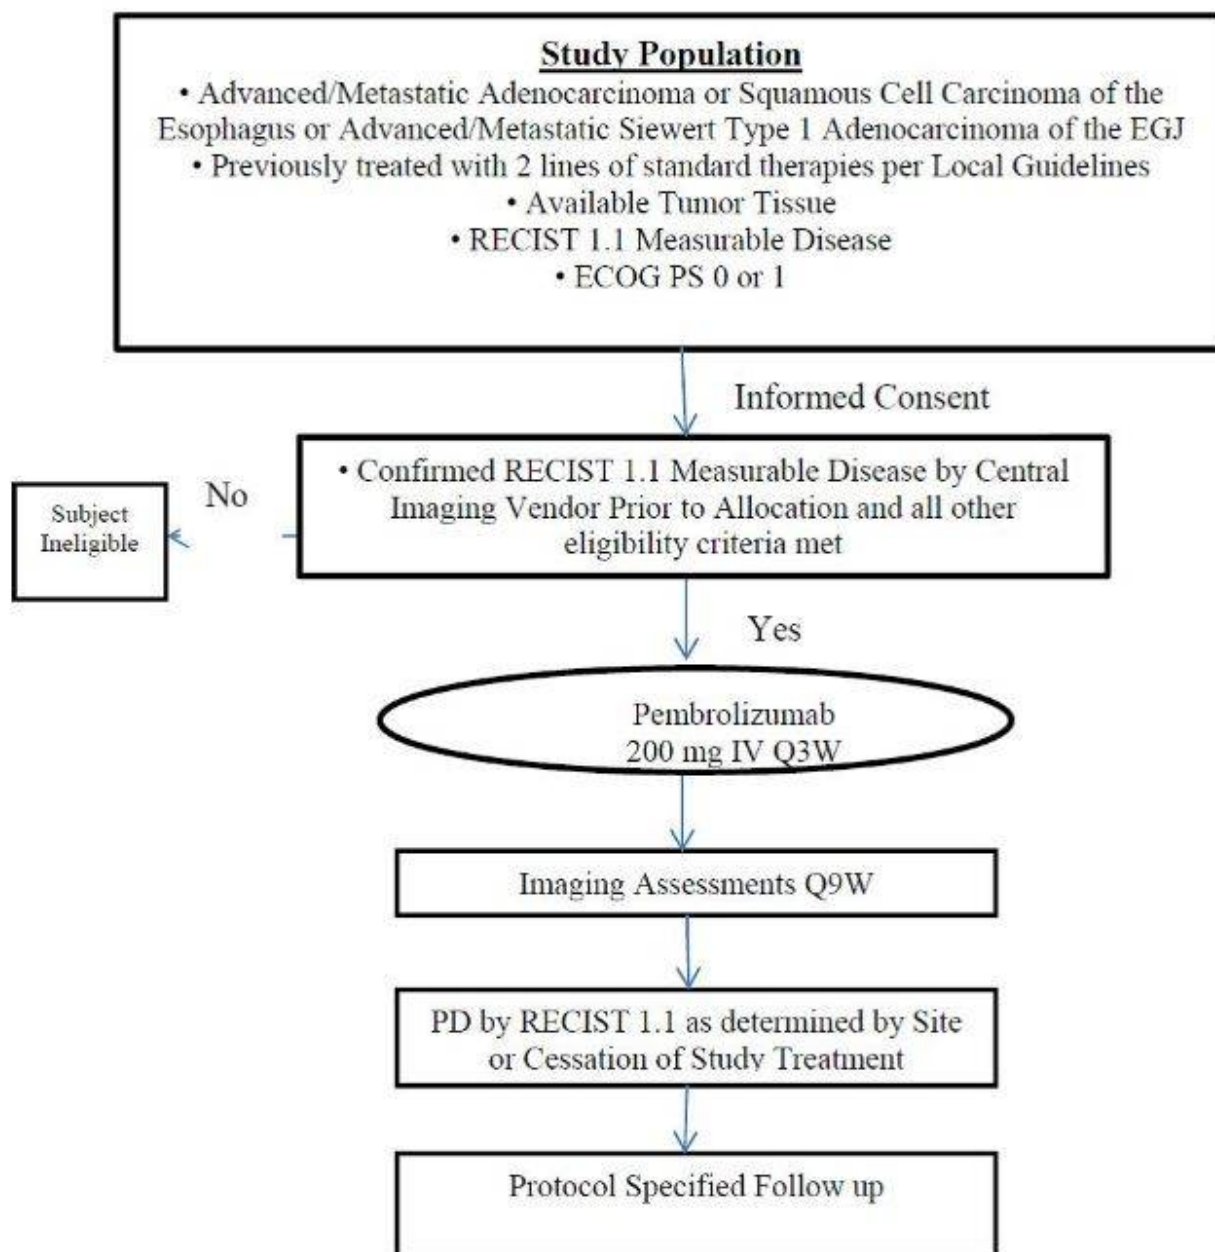 Study Population
• Advanced/Metastatic Adenocarcinoma or Squamous Cell Carcinoma of the
Esophagus or Advanced/Metastatic Siewert Type 1 Adenocarcinoma of the EGJ
• Previously treated with 2 lines of standard therapies per Local Guidelines
• Available Tumor Tissue
• RECIST 1.1 Measurable Disease
• ECOG PS 0 or 1
Informed Consent
• Confirmed RECIST 1.1 Measurable Disease by Central
Imaging Vendor Prior to Allocation and all other
eligibility criteria met
No
Subject
Ineligible
Yes
Pembrolizumab
200 mg IV Q3W
Imaging Assessments Q9W
PD by RECIST 1.1 as determined by Site
or Cessation of Study Treatment
Protocol Specified Follow up